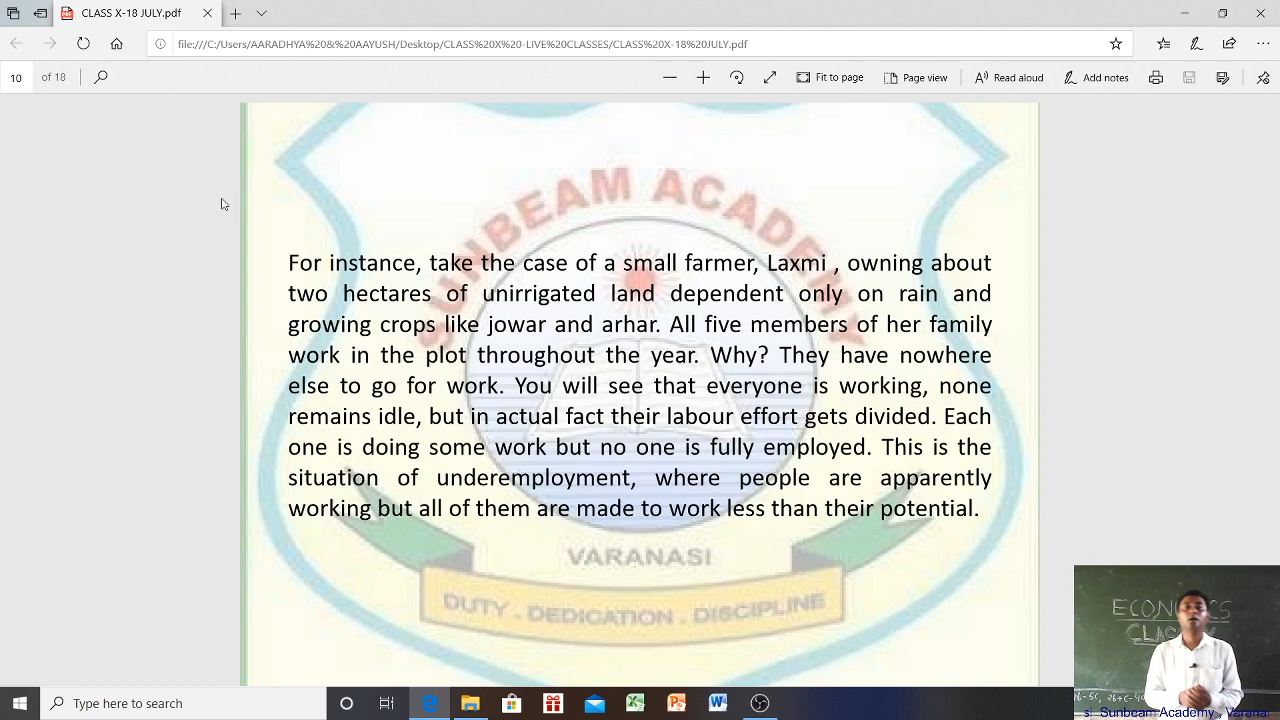 CLASS X-18 JULY.pdf
file:///C:/Users/AARADHYA%20&%20AAYUSH/Desktop/CLASS%20X%20-LIVE%20CLASSES/CLASS%20X-18%20JULY.pdf
10 of 18
Fit to page
Page view
Read aloud
Add notes
SUNBEAM ACADEMY
For instance, take the case of a small farmer, Laxmi , owning about
two hectares of unirrigated land dependent only on rain and
growing crops like jowar and arhar. All five members of her family
work in the plot throughout the year. Why? They have nowhere
else to go for work. You will see that everyone is working, none
remains idle, but in actual fact their labour effort gets divided. Each
one is doing some work but no one is fully employed. This is the
situation of underemployment, where people are apparently
working but all of them are made to work less than their potential.
VARANASI
DUTY . DEDICATION . DISCIPLINE
ECONOMICS
Type here to search
si Sunbeam Academy , Varanas